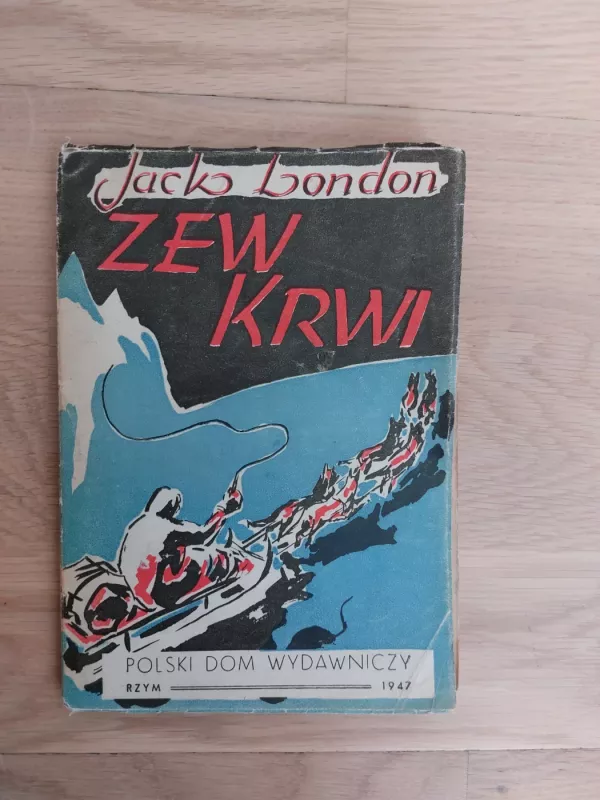 Jack London
ZEW
KRWI
POLSKI DOM WYDAWNICZY
RZYM 1947